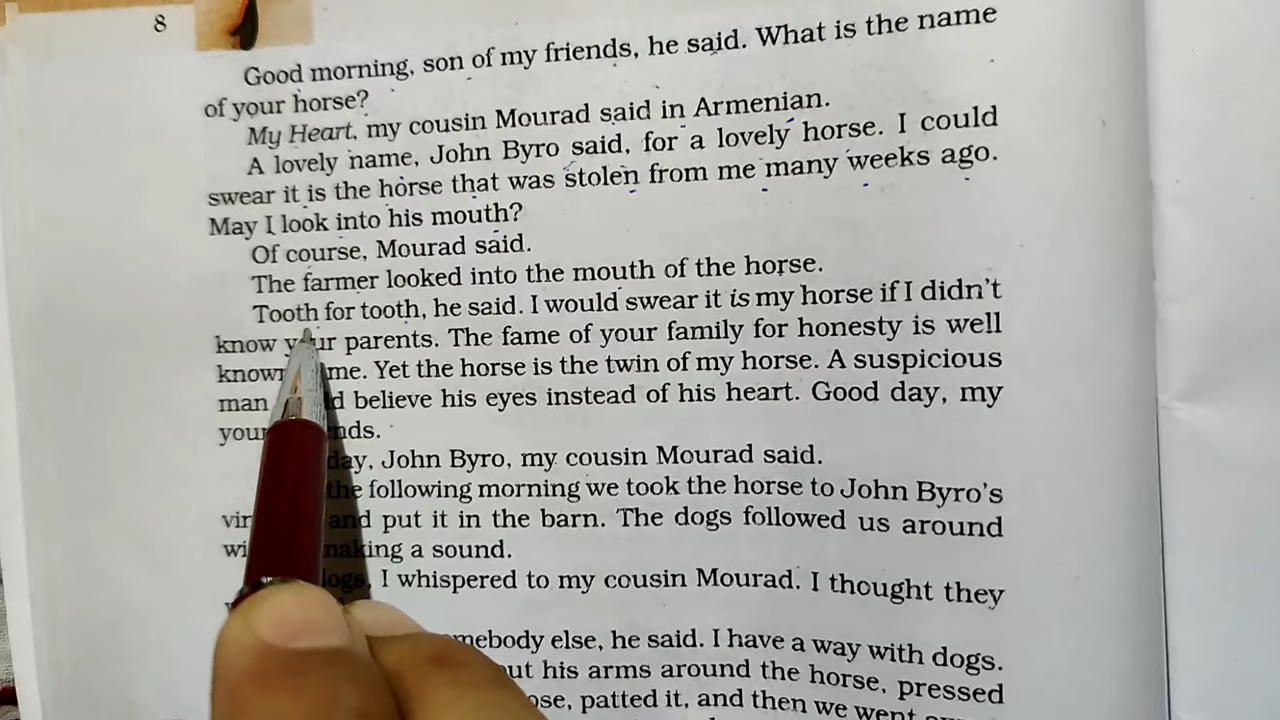 8
Good morning, son of my friends, he said. What is the name
of your horse?
My Heart, my cousin Mourad said in Armenian.
A lovely name, John Byro said, for a lovely horse. I could
swear it is the horse that was stolen from me many weeks ago.
May I look into his mouth?
Of course, Mourad said.
The farmer looked into the mouth of the horse.
Tooth for tooth, he said. I would swear it is my horse if I didn't
know your parents. The fame of your family for honesty is well
me. Yet the horse is the twin of my horse. A suspicious
man believe his eyes instead of his heart. Good day, my
day, John Byro, my cousin Mourad said.
the following morning we took the horse to John Byro's
and put it in the barn. The dogs followed us around
making a sound.
I whispered to my cousin Mourad. I thought they
else, he said. I have a way with dogs.
his arms around the horse, pressed
patted it, and then we went